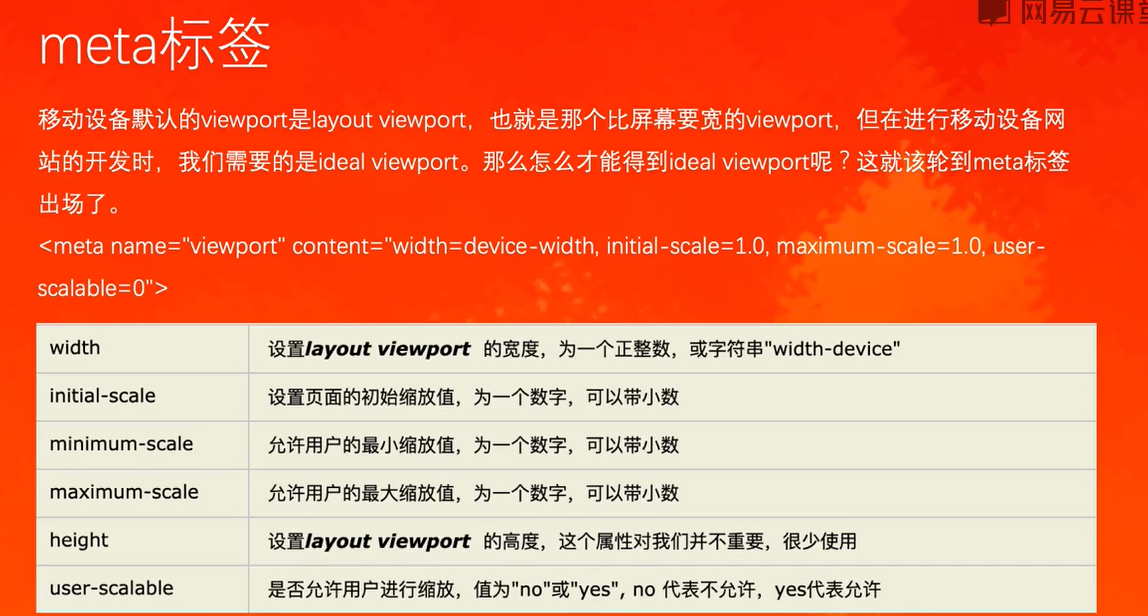 网易云课堂
meta标签
移动设备默认的viewport是layout viewport，也就是那个比屏幕要宽的viewport，但在进行移动设备网
站的开发时，我们需要的是ideal viewport。那么怎么才能得到ideal viewport呢？这就该轮到meta标签
出场了。
<meta name="viewport" content="width=device-width, initial-scale=1.0, maximum-scale=1.0, user-
scalable=0">
width 设置layout viewport 的宽度，为一个正整数，或字符串"width-device"
initial-scale 设置页面的初始缩放值，为一个数字，可以带小数
minimum-scale 允许用户的最小缩放值，为一个数字，可以带小数
maximum-scale 允许用户的最大缩放值，为一个数字，可以带小数
height 设置layout viewport 的高度，这个属性对我们并不重要，很少使用
user-scalable 是否允许用户进行缩放，值为"no"或"yes", no 代表不允许，yes代表允许